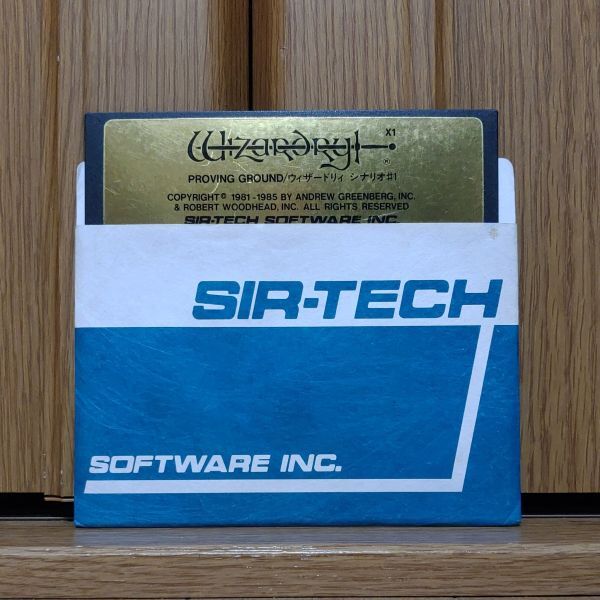 Wizardry
X1
®
PROVING GROUND/ウィザードリィ シナリオ#1
COPYRIGHT © 1981-1985 BY ANDREW GREENBERG, INC.
& ROBERT WOODHEAD, INC. ALL RIGHTS RESERVED
SIR-TECH SOFTWARE INC.
SIR-TECH
SOFTWARE INC.